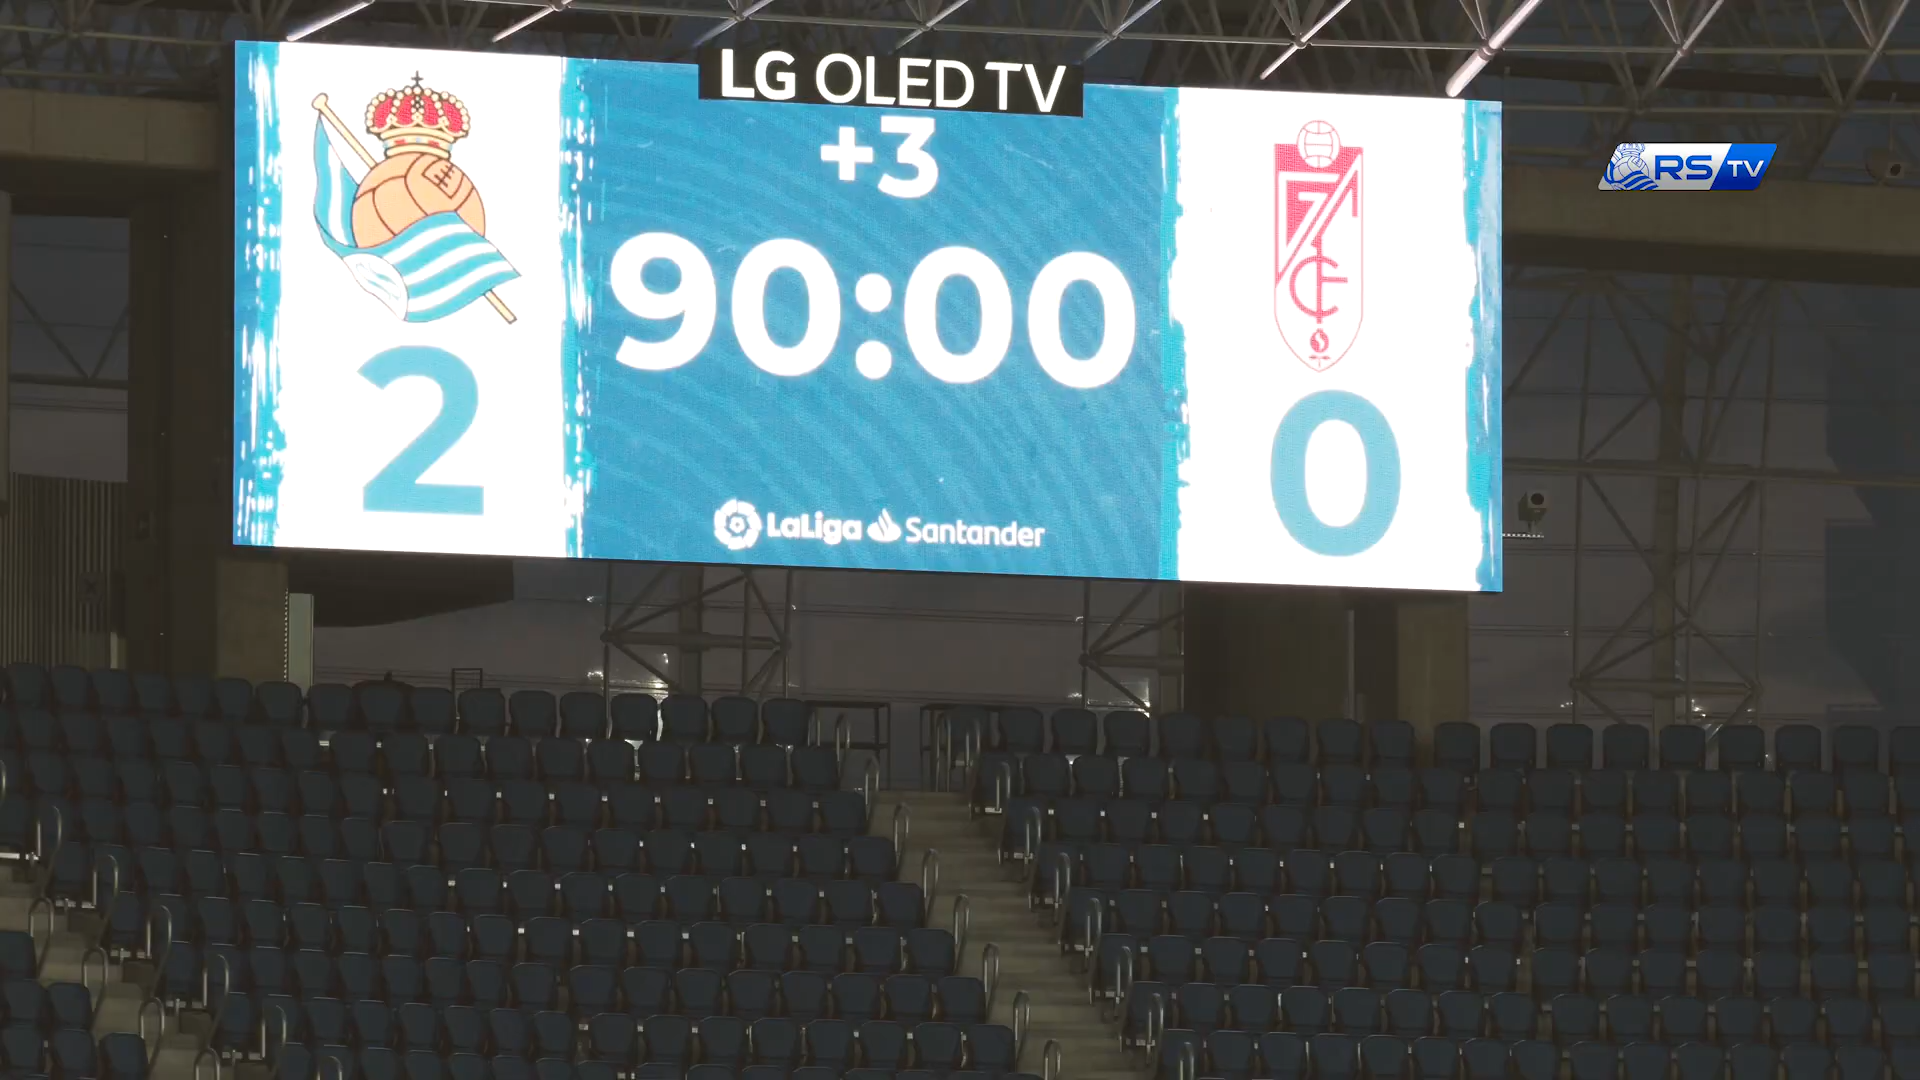 LG OLED TV
+3
90:00
2
0
LaLiga Santander
RS TV